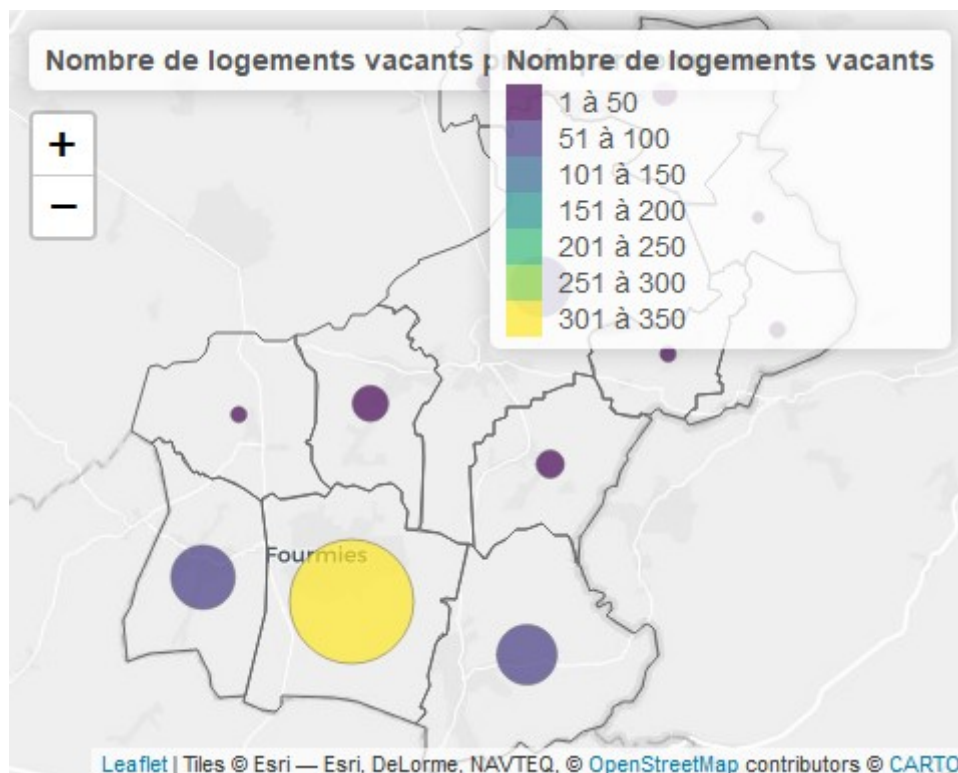 Nombre de logements vacants p
Nombre de logements vacants
1 à 50
51 à 100
101 à 150
151 à 200
201 à 250
251 à 300
301 à 350
+
−
Fourmies
Leaflet | Tiles © Esri — Esri, DeLorme, NAVTEQ, © OpenStreetMap contributors © CARTO